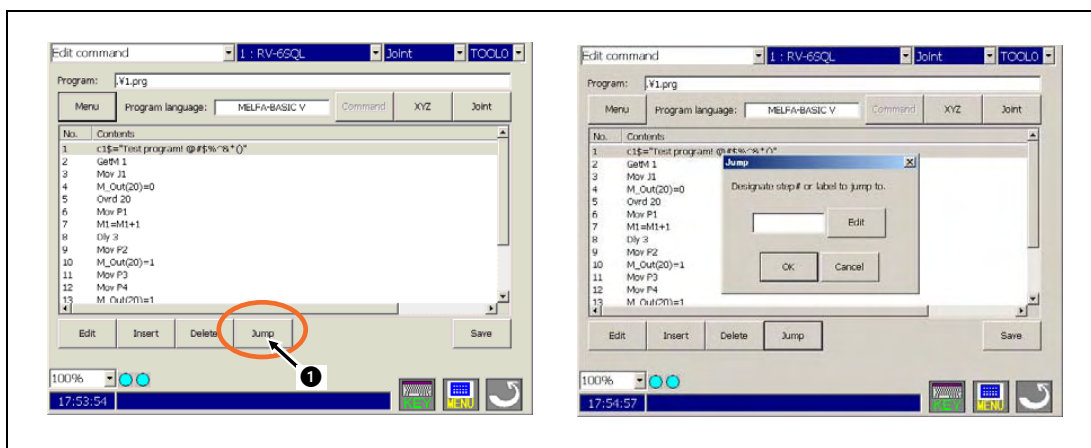 Edit command 1 : RV-6SQL Joint TOOL0
Program: .¥1.prg
Menu Program language: MELFA-BASIC V Command XYZ Joint
No. Contents
1 c1$="Test program! @#$%^&*()"
2 GetM 1
3 Mov J1
4 M_Out(20)=0
5 Ovrd 20
6 Mov P1
7 M1=M1+1
8 Dly 3
9 Mov P2
10 M_Out(20)=1
11 Mov P3
12 Mov P4
13 M_Out(20)=1
Edit Insert Delete Jump Save
❶
100%
17:53:54
KEY MENU
Edit command 1 : RV-6SQL Joint TOOL0
Program: .¥1.prg
Menu Program language: MELFA-BASIC V Command XYZ Joint
No. Contents
1 c1$="Test program! @#$%^&*()"
2 GetM 1
3 Mov J1
4 M_Out(20)=0
5 Ovrd 20
6 Mov P1
7 M1=M1+1
8 Dly 3
9 Mov P2
10 M_Out(20)=1
11 Mov P3
12 Mov P4
13 M_Out(20)=1
Jump
Designate step# or label to jump to.
Edit
OK Cancel
Edit Insert Delete Jump Save
100%
17:54:57
KEY MENU